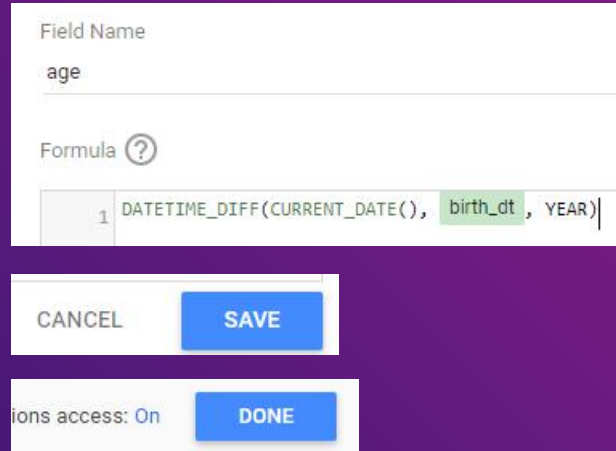 Field Name
age
Formula ?
1 DATETIME_DIFF(CURRENT_DATE(), birth_dt , YEAR)
CANCEL SAVE
ions access: On DONE